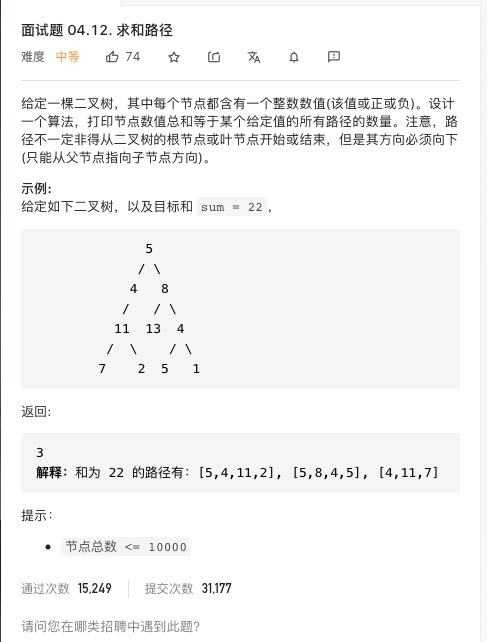 面试题 04.12. 求和路径
难度 中等 74
给定一棵二叉树，其中每个节点都含有一个整数数值(该值或正或负)。设计
一个算法，打印节点数值总和等于某个给定值的所有路径的数量。注意，路
径不一定非得从二叉树的根节点或叶节点开始或结束，但是其方向必须向下
(只能从父节点指向子节点方向)。
示例:
给定如下二叉树，以及目标和 sum = 22 ，
5
/ \
4 8
/ / \
11 13 4
/ \ / \
7 2 5 1
返回:
3
解释：和为 22 的路径有：[5,4,11,2], [5,8,4,5], [4,11,7]
提示：
• 节点总数 <= 10000
通过次数 15,249 提交次数 31,177
请问您在哪类招聘中遇到此题？